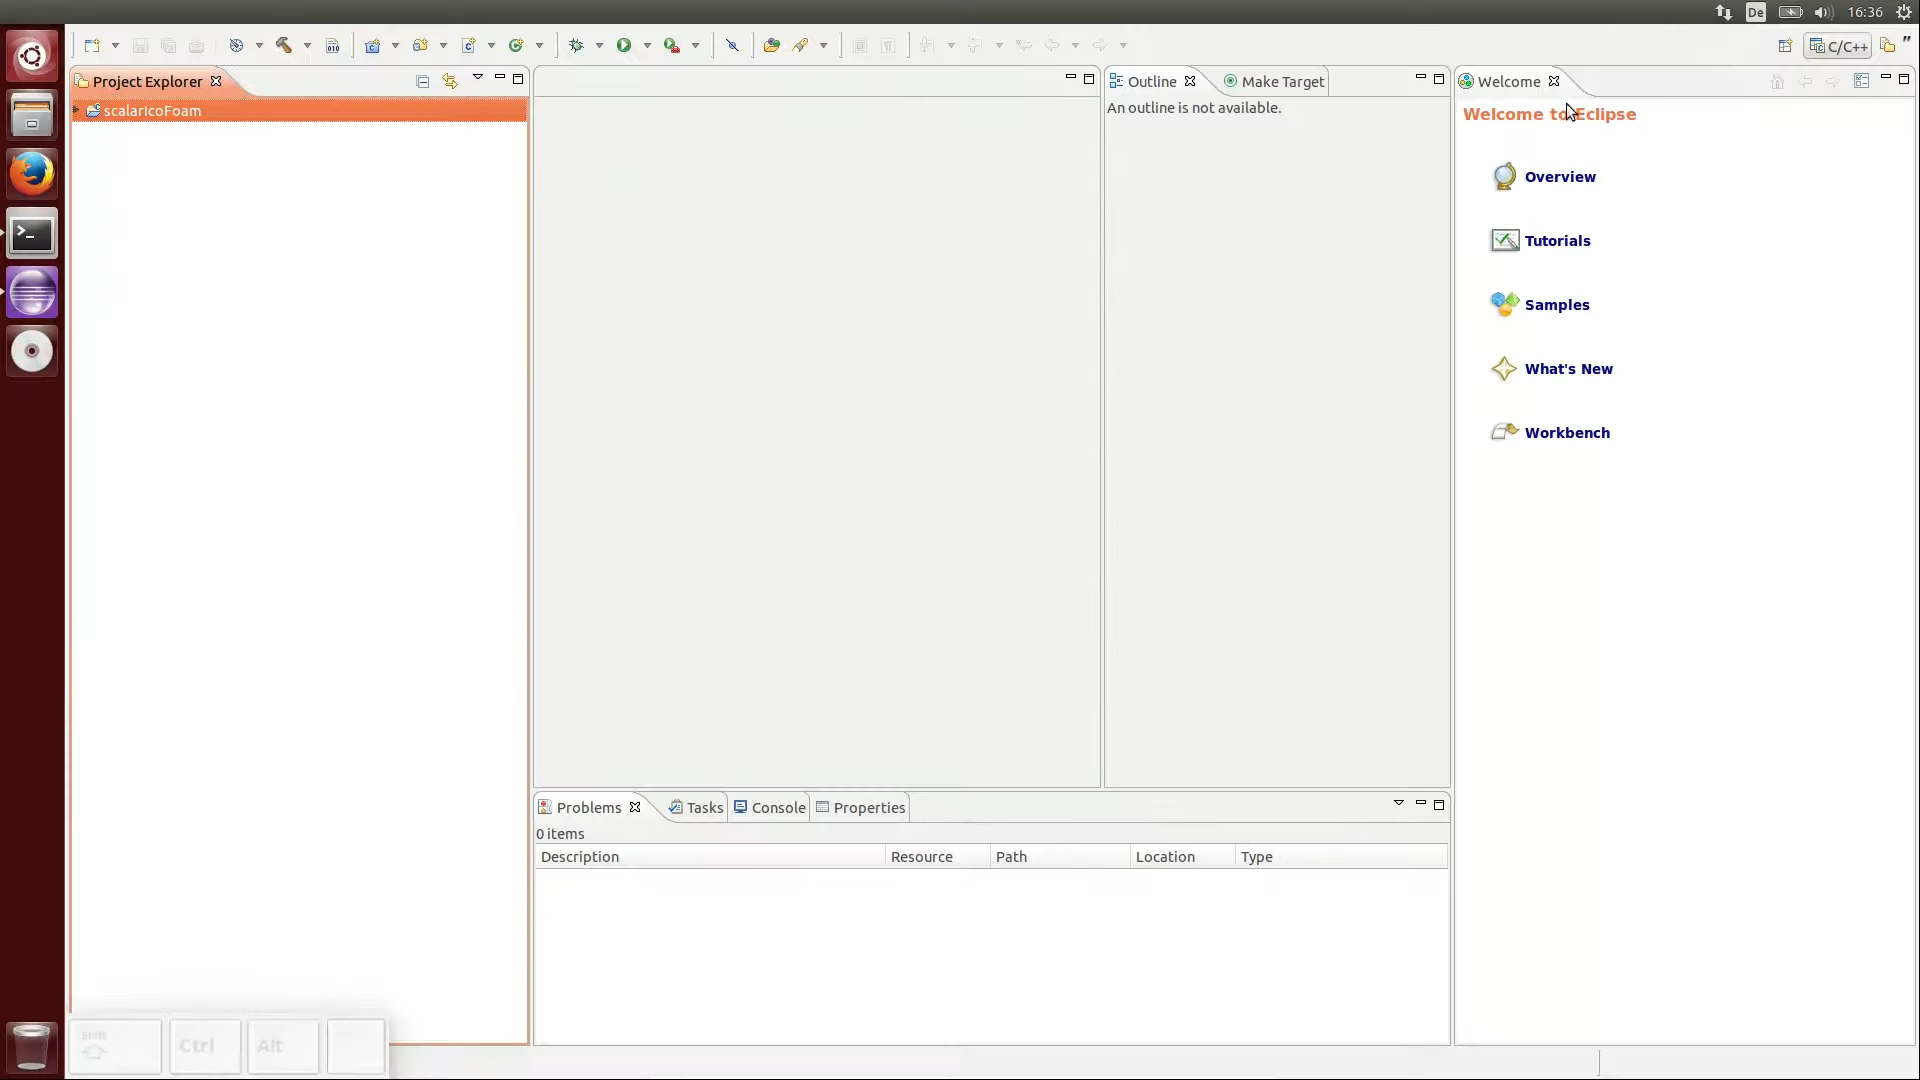 De
16:36
C/C++
Project Explorer
scalarIcoFoam
Outline
Make Target
An outline is not available.
Welcome
Welcome to Eclipse
Overview
Tutorials
Samples
What's New
Workbench
Problems
Tasks
Console
Properties
0 items
Description
Resource
Path
Location
Type
Shift
Ctrl
Alt